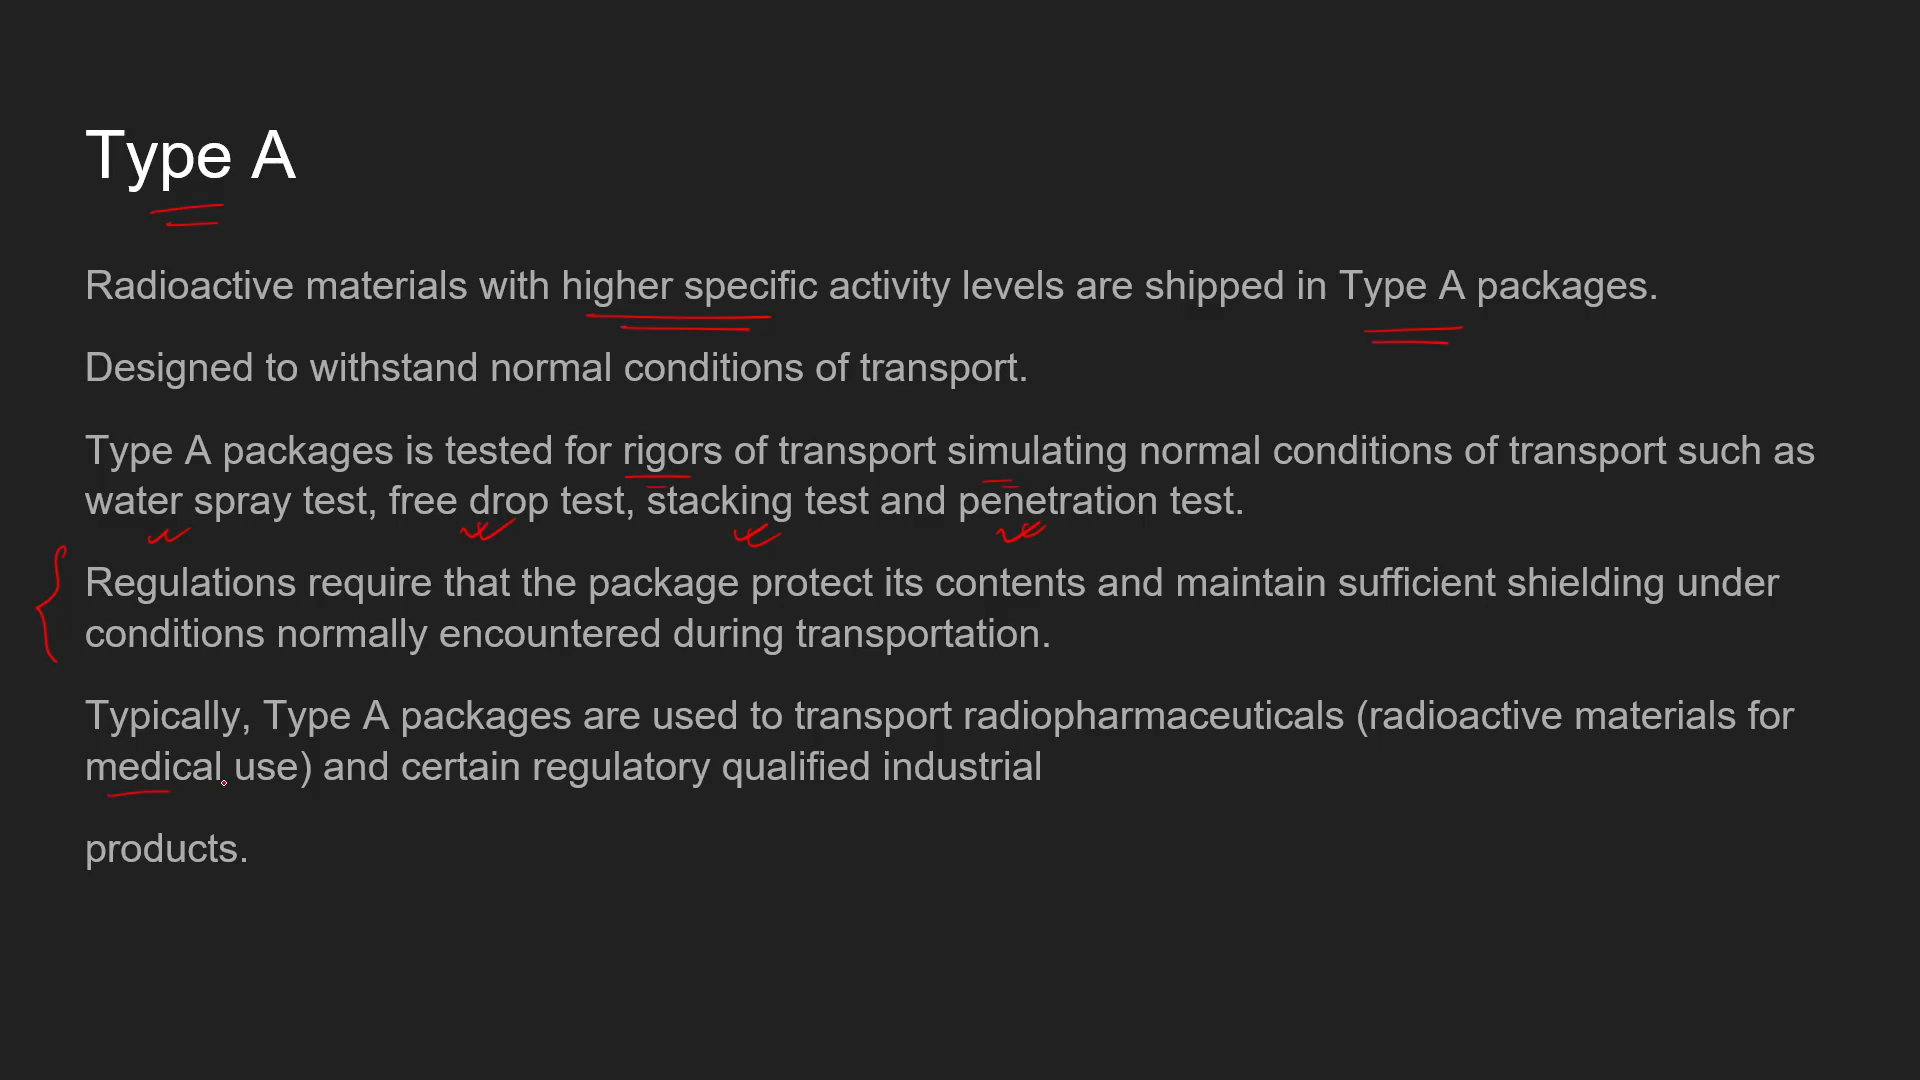 Type A
Radioactive materials with higher specific activity levels are shipped in Type A packages.
Designed to withstand normal conditions of transport.
Type A packages is tested for rigors of transport simulating normal conditions of transport such as
water spray test, free drop test, stacking test and penetration test.
Regulations require that the package protect its contents and maintain sufficient shielding under
conditions normally encountered during transportation.
Typically, Type A packages are used to transport radiopharmaceuticals (radioactive materials for
medical use) and certain regulatory qualified industrial
products.